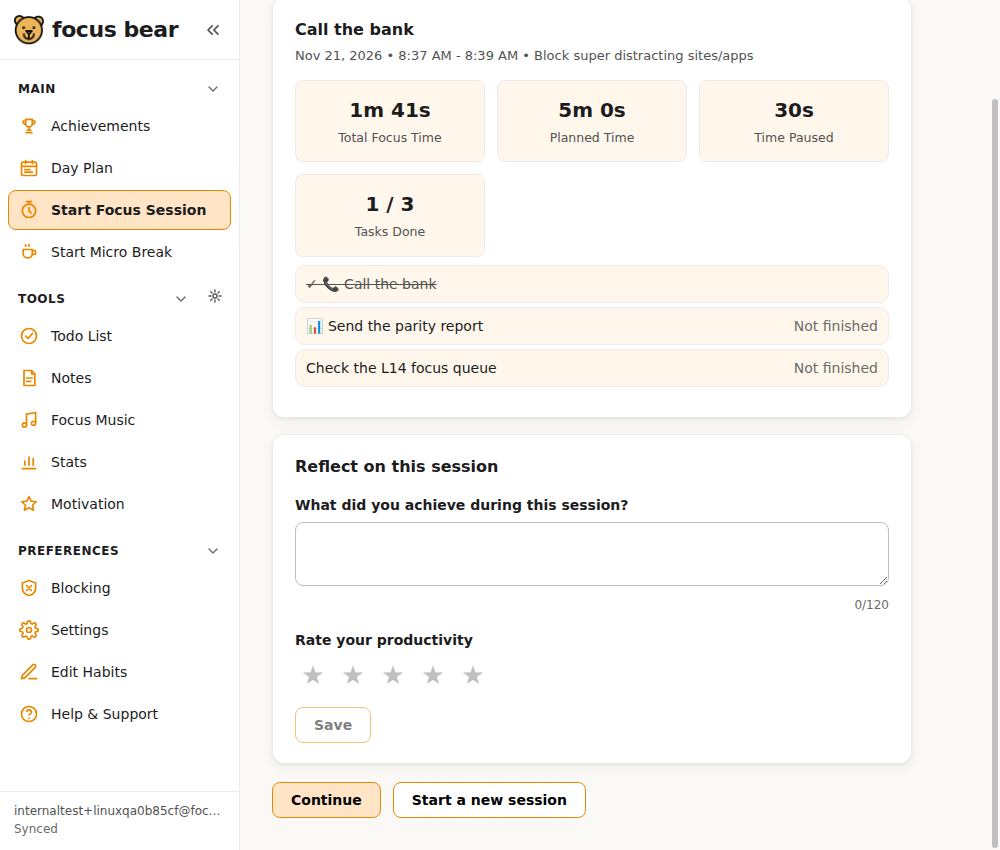 focus bear
MAIN
Achievements
Day Plan
Start Focus Session
Start Micro Break
TOOLS
Todo List
Notes
Focus Music
Stats
Motivation
PREFERENCES
Blocking
Settings
Edit Habits
Help & Support
internaltest+linuxqa0b85cf@foc...
Synced
Call the bank
Nov 21, 2026 • 8:37 AM - 8:39 AM • Block super distracting sites/apps
1m 41s
Total Focus Time
5m 0s
Planned Time
30s
Time Paused
1 / 3
Tasks Done
✓ 📞 Call the bank
📊 Send the parity report Not finished
Check the L14 focus queue Not finished
Reflect on this session
What did you achieve during this session?
0/120
Rate your productivity
★ ★ ★ ★ ★
Save
Continue
Start a new session